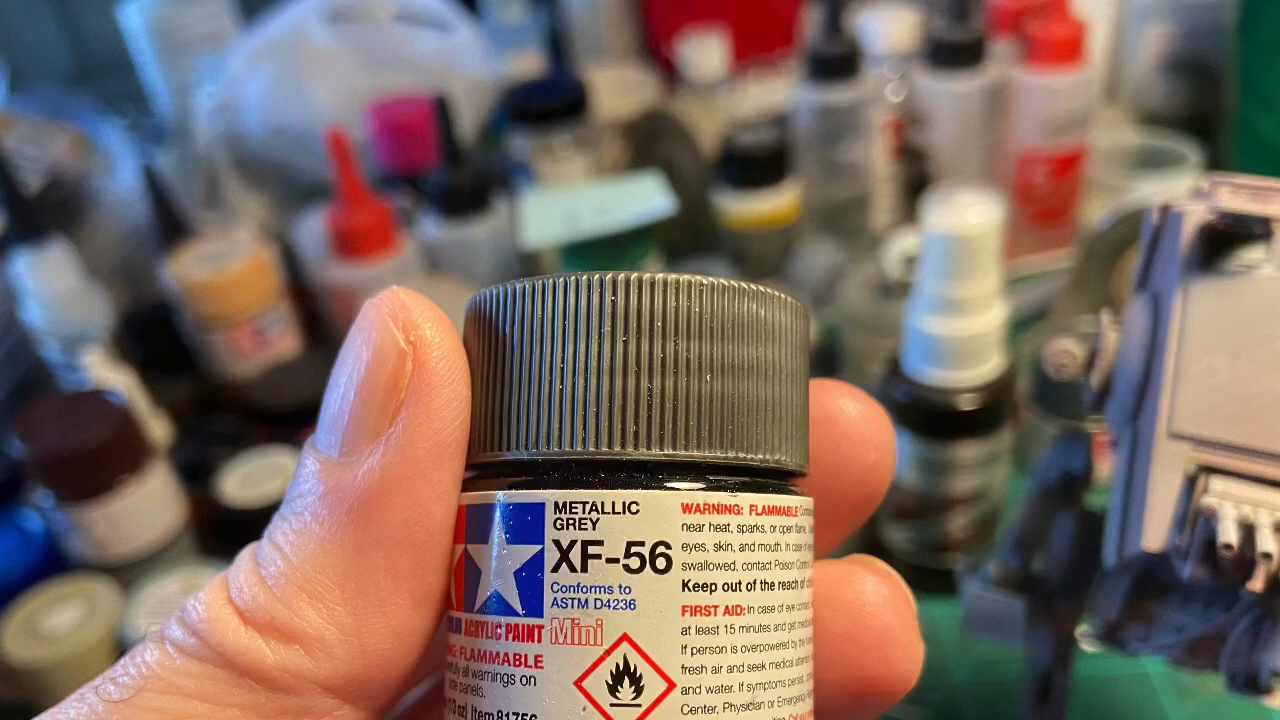 METALLIC
GREY
XF-56
Conforms to
ASTM D4236
ACRYLIC PAINT Mini
FLAMMABLE
all warnings on
panels.
Item 81756
WARNING: FLAMMABLE
near heat, sparks, or open flame.
eyes, skin, and mouth. In case of
swallowed, contact Poison
Keep out of the reach of
FIRST AID: In case of eye
at least 15 minutes and get
If person is overpowered by the
fresh air and seek medical
and water. If symptoms persist,
Center, Physician or Emergency